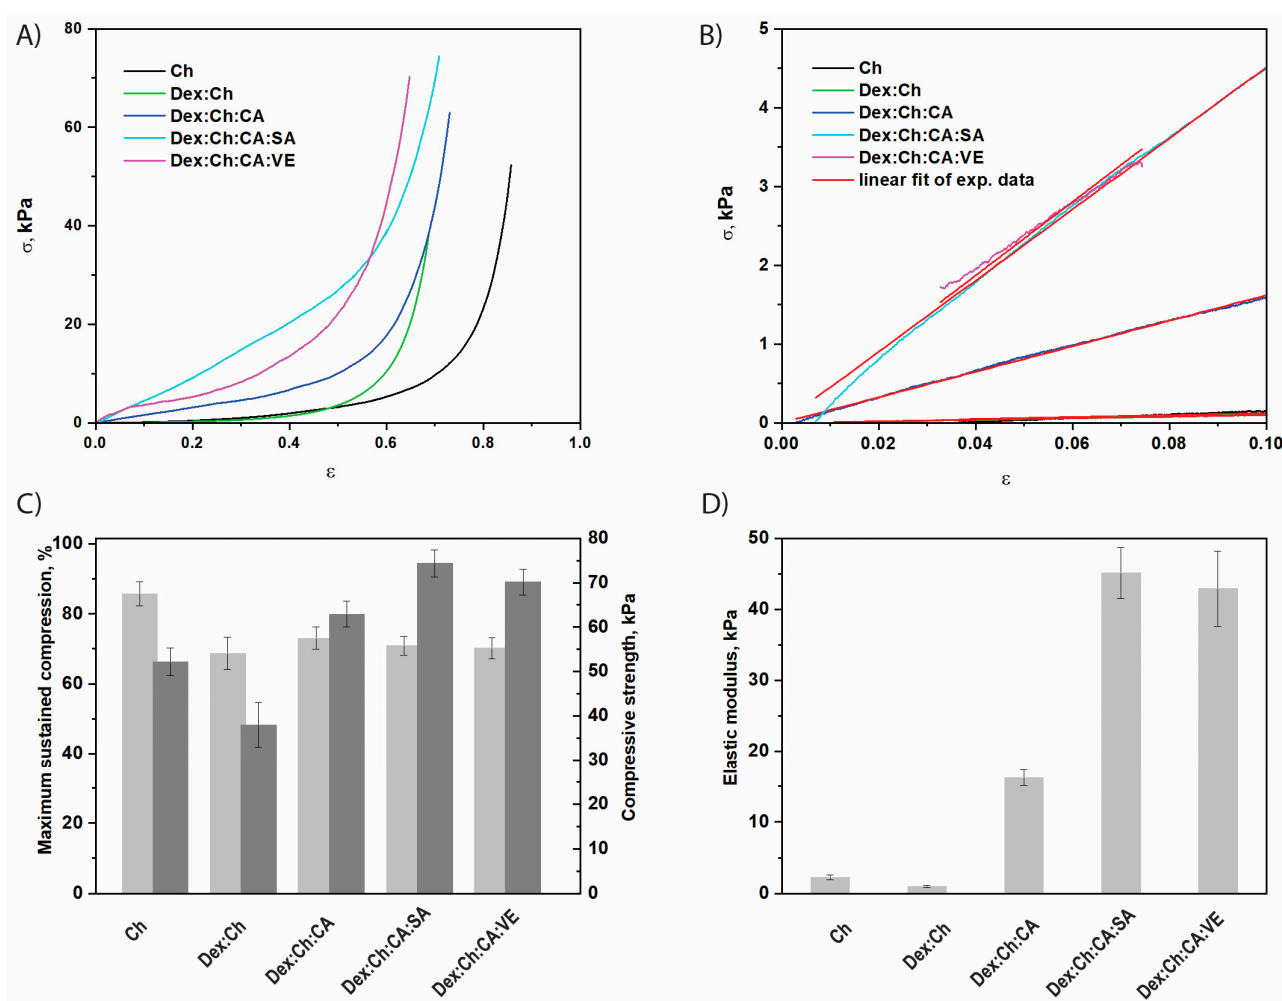 A)
80
60
40
20
0
σ, kPa
Ch
Dex:Ch
Dex:Ch:CA
Dex:Ch:CA:SA
Dex:Ch:CA:VE
0.0 0.2 0.4 0.6 0.8 1.0
ε
B)
5
4
3
2
1
0
σ, kPa
Ch
Dex:Ch
Dex:Ch:CA
Dex:Ch:CA:SA
Dex:Ch:CA:VE
linear fit of exp. data
0.00 0.02 0.04 0.06 0.08 0.10
ε
C)
Maximum sustained compression, %
100
80
60
40
20
0
80
70
60
50
40
30
20
10
0
Compressive strength, kPa
Ch
Dex:Ch
Dex:Ch:CA
Dex:Ch:CA:SA
Dex:Ch:CA:VE
D)
Elastic modulus, kPa
50
40
30
20
10
0
Ch
Dex:Ch
Dex:Ch:CA
Dex:Ch:CA:SA
Dex:Ch:CA:VE